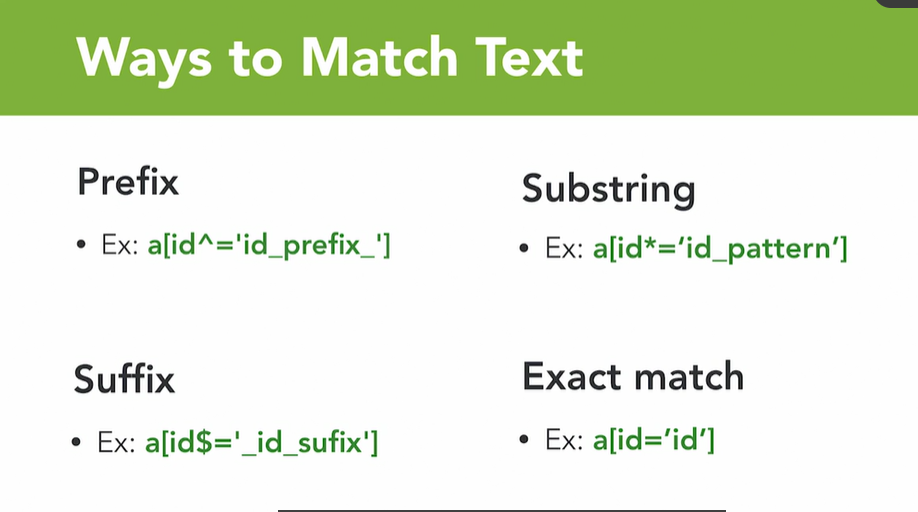 Ways to Match Text
Prefix
• Ex: a[id^='id_prefix_']
Substring
• Ex: a[id*=‘id_pattern’]
Suffix
• Ex: a[id$='_id_sufix']
Exact match
• Ex: a[id=’id’]